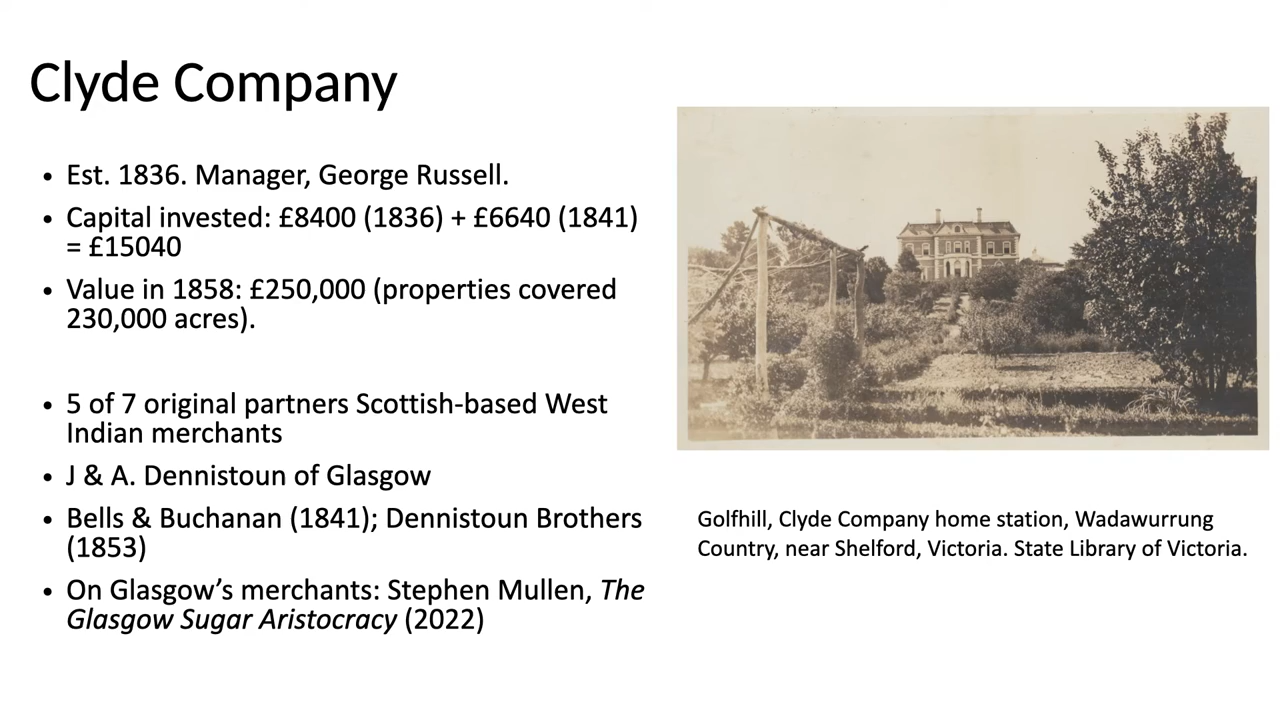 Clyde Company
• Est. 1836. Manager, George Russell.
• Capital invested: £8400 (1836) + £6640 (1841)
= £15040
• Value in 1858: £250,000 (properties covered
230,000 acres).
• 5 of 7 original partners Scottish-based West
Indian merchants
• J & A. Dennistoun of Glasgow
• Bells & Buchanan (1841); Dennistoun Brothers
(1853)
• On Glasgow’s merchants: Stephen Mullen, The
Glasgow Sugar Aristocracy (2022)
Golfhill, Clyde Company home station, Wadawurrung
Country, near Shelford, Victoria. State Library of Victoria.